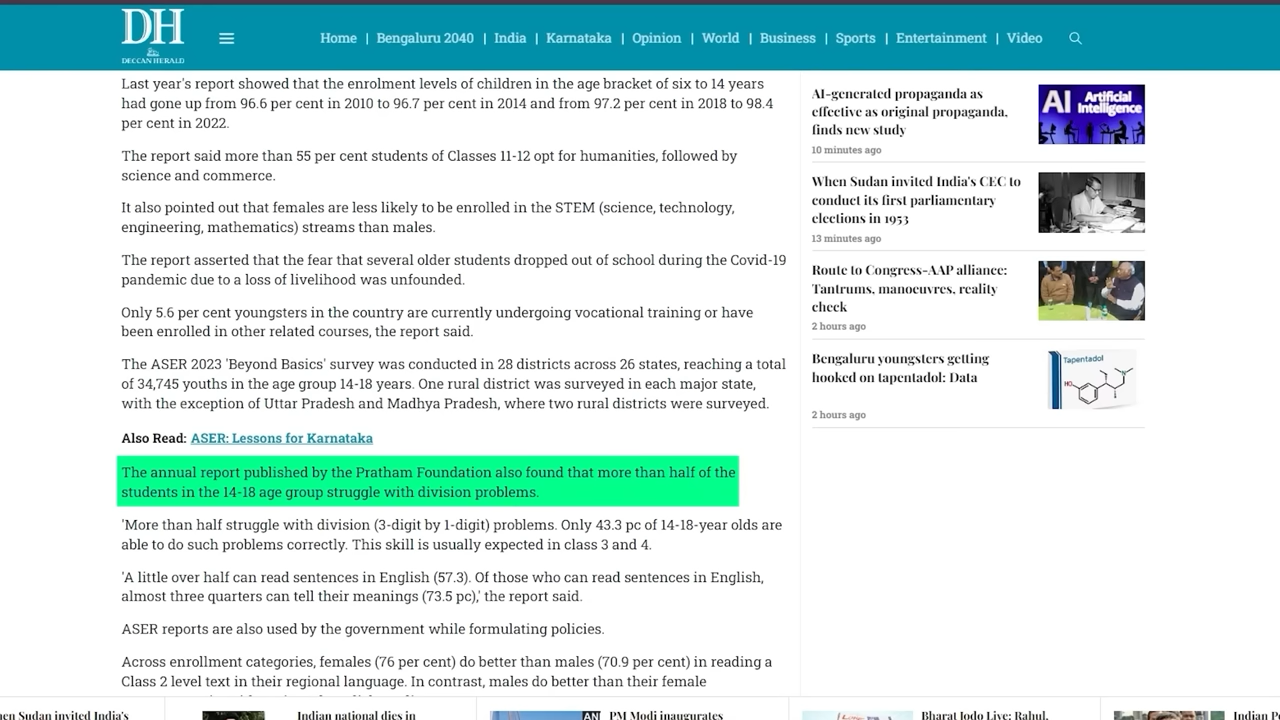 DH
DECCAN HERALD
Home | Bengaluru 2040 | India | Karnataka | Opinion | World | Business | Sports | Entertainment | Video
Last year's report showed that the enrolment levels of children in the age bracket of six to 14 years
had gone up from 96.6 per cent in 2010 to 96.7 per cent in 2014 and from 97.2 per cent in 2018 to 98.4
per cent in 2022.
The report said more than 55 per cent students of Classes 11-12 opt for humanities, followed by
science and commerce.
It also pointed out that females are less likely to be enrolled in the STEM (science, technology,
engineering, mathematics) streams than males.
The report asserted that the fear that several older students dropped out of school during the Covid-19
pandemic due to a loss of livelihood was unfounded.
Only 5.6 per cent youngsters in the country are currently undergoing vocational training or have
been enrolled in other related courses, the report said.
The ASER 2023 'Beyond Basics' survey was conducted in 28 districts across 26 states, reaching a total
of 34,745 youths in the age group 14-18 years. One rural district was surveyed in each major state,
with the exception of Uttar Pradesh and Madhya Pradesh, where two rural districts were surveyed.
Also Read: ASER: Lessons for Karnataka
The annual report published by the Pratham Foundation also found that more than half of the
students in the 14-18 age group struggle with division problems.
'More than half struggle with division (3-digit by 1-digit) problems. Only 43.3 pc of 14-18-year olds are
able to do such problems correctly. This skill is usually expected in class 3 and 4.
'A little over half can read sentences in English (57.3). Of those who can read sentences in English,
almost three quarters can tell their meanings (73.5 pc),' the report said.
ASER reports are also used by the government while formulating policies.
Across enrollment categories, females (76 per cent) do better than males (70.9 per cent) in reading a
Class 2 level text in their regional language. In contrast, males do better than their female
AI-generated propaganda as
effective as original propaganda,
finds new study
10 minutes ago
AI Artificial
Intelligence
When Sudan invited India's CEC to
conduct its first parliamentary
elections in 1953
13 minutes ago
Route to Congress-AAP alliance:
Tantrums, manoeuvres, reality
check
2 hours ago
Bengaluru youngsters getting
hooked on tapentadol: Data
2 hours ago
Tapentadol
HO
en Sudan invited India's
Indian national dies in
AN
PM Modi inaugurates
Bharat Jodo Live: Rahul,
Indian P